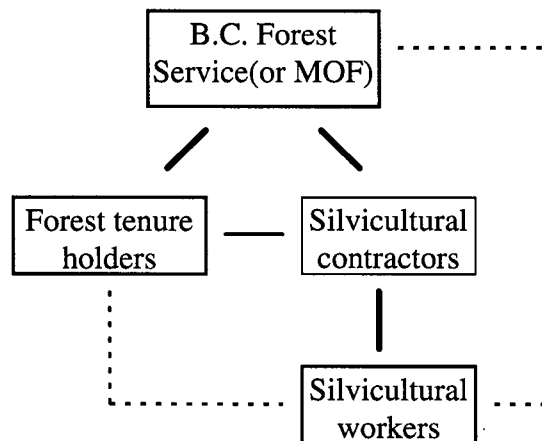 B.C. Forest
Service(or MOF)
Forest tenure
holders
Silvicultural
contractors
Silvicultural
workers